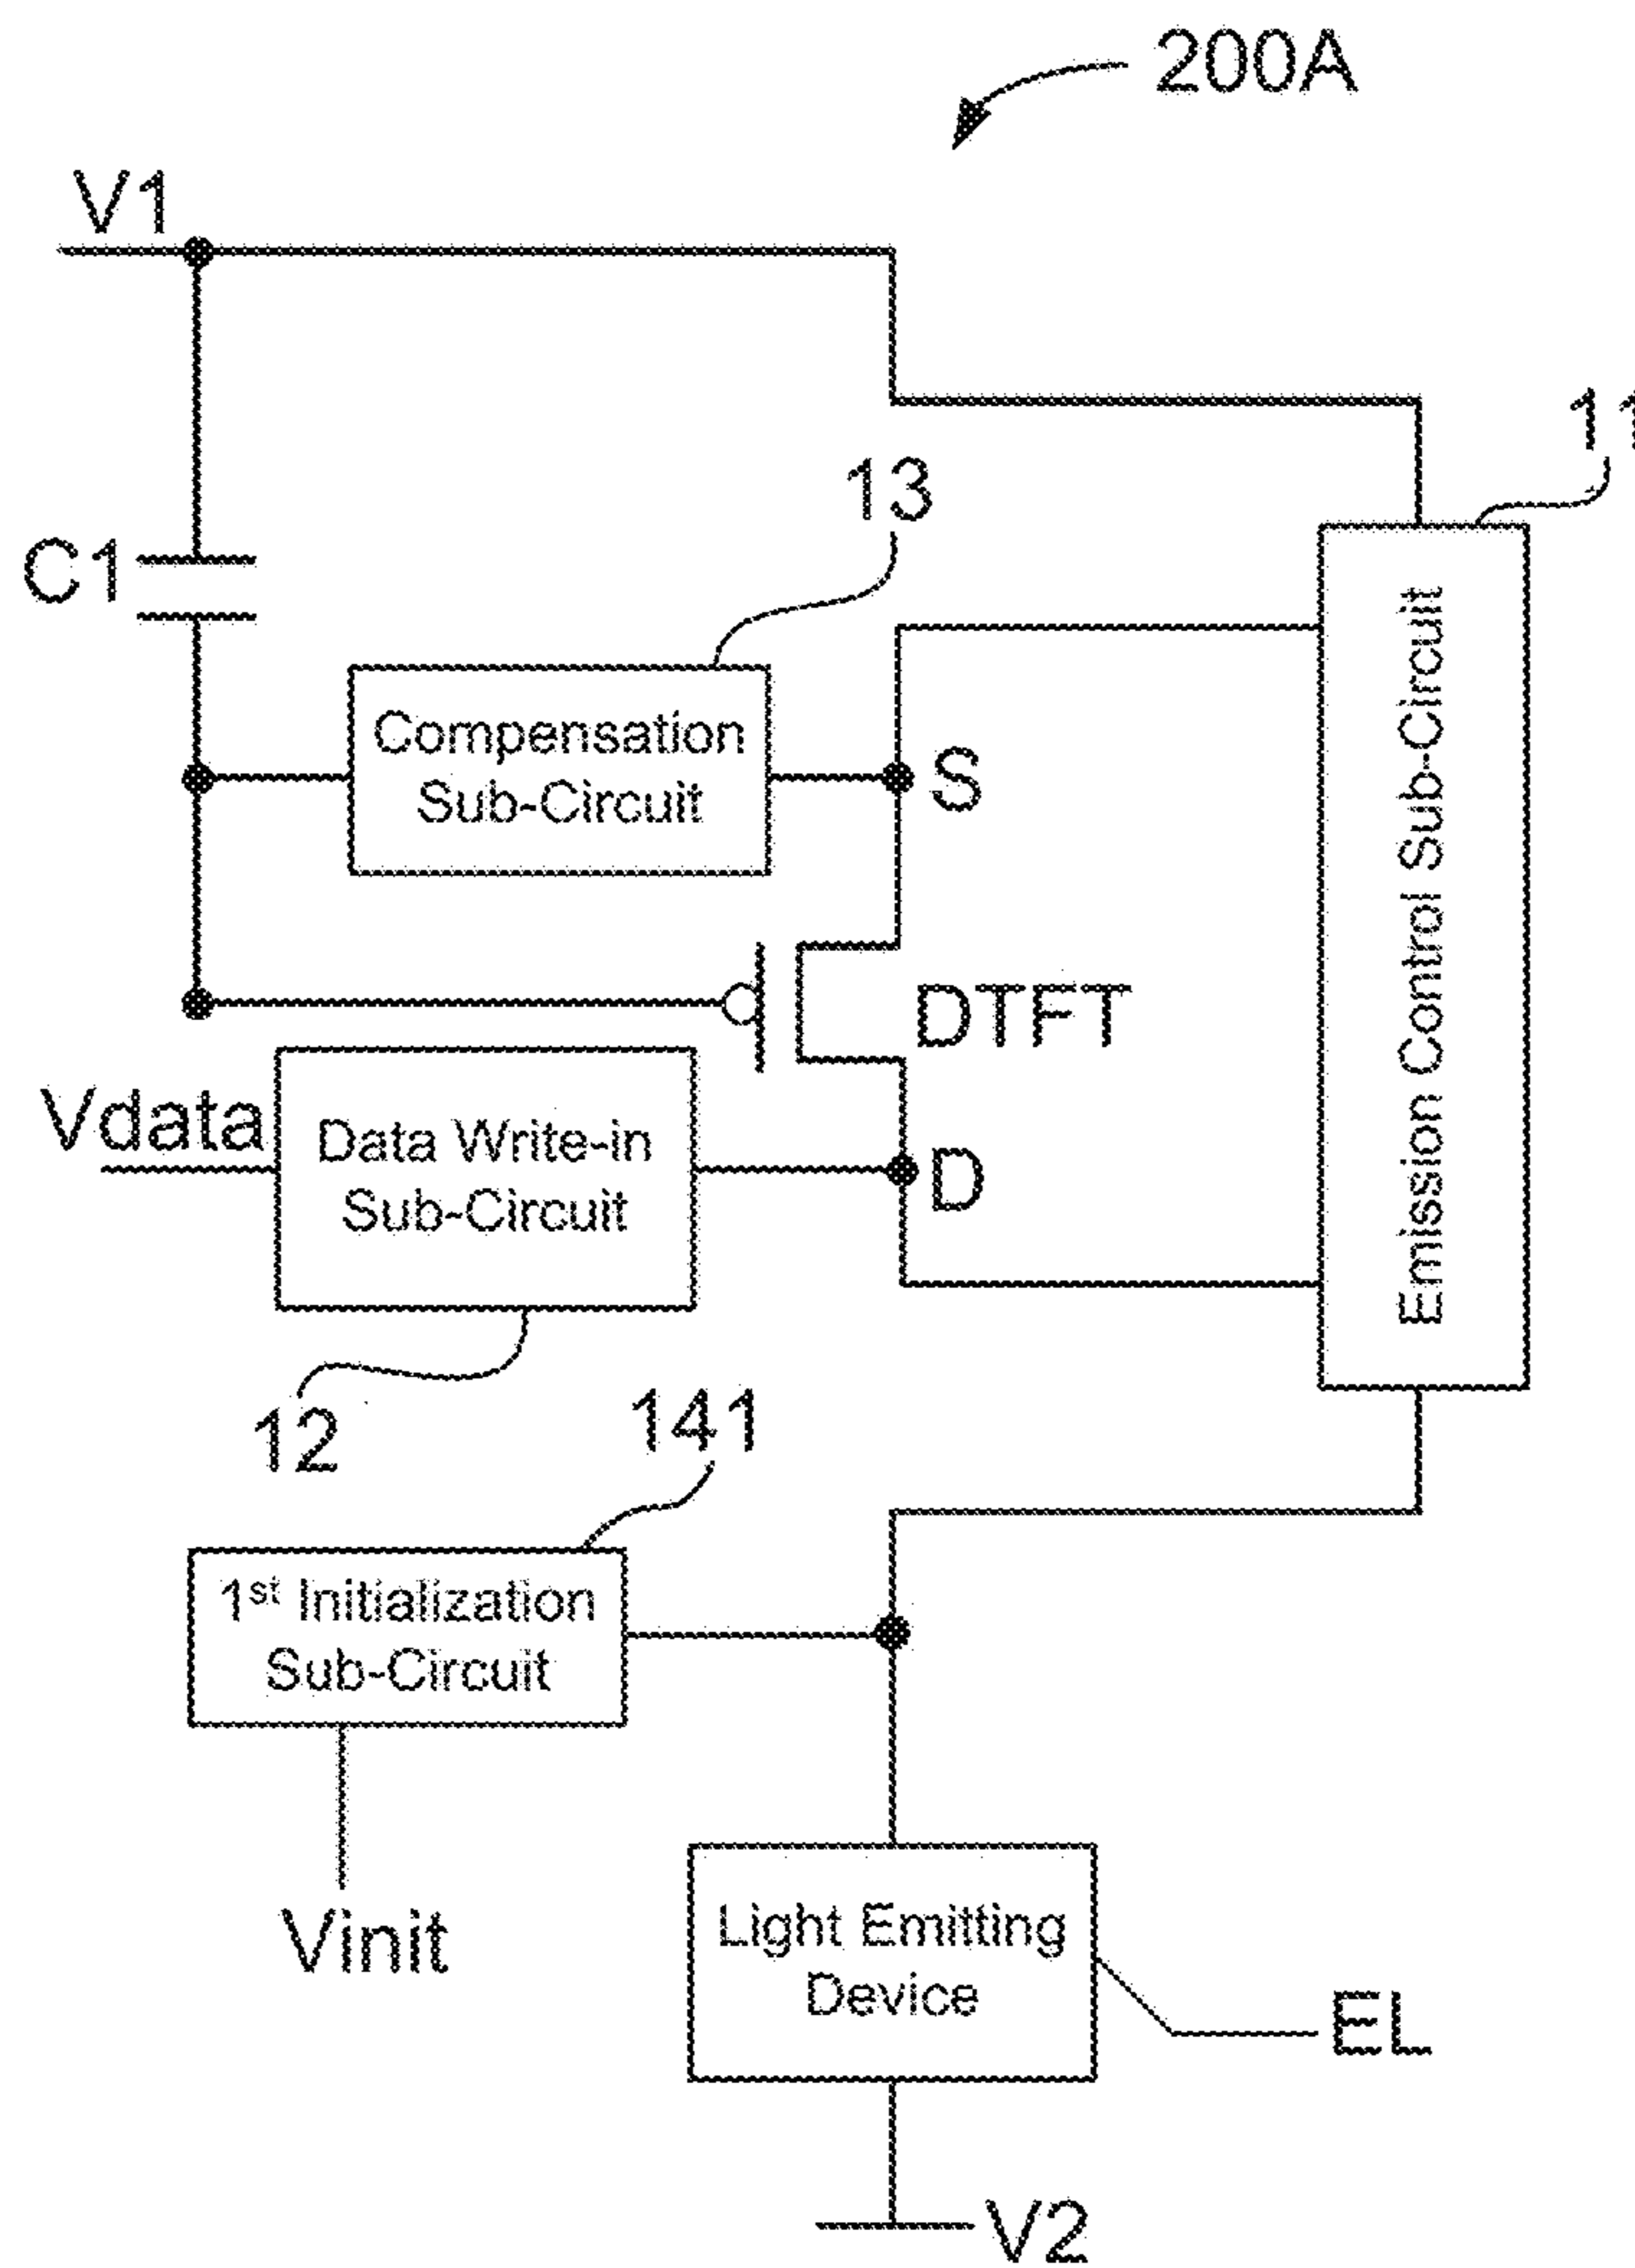 200A
V1
11
13
C1
Compensation
Sub-Circuit
S
Emission Control Sub-Circuit
DTFT
Vdata
Data Write-in
Sub-Circuit
D
12
141
1st Initialization
Sub-Circuit
Vinit
Light Emitting
Device
EL
V2